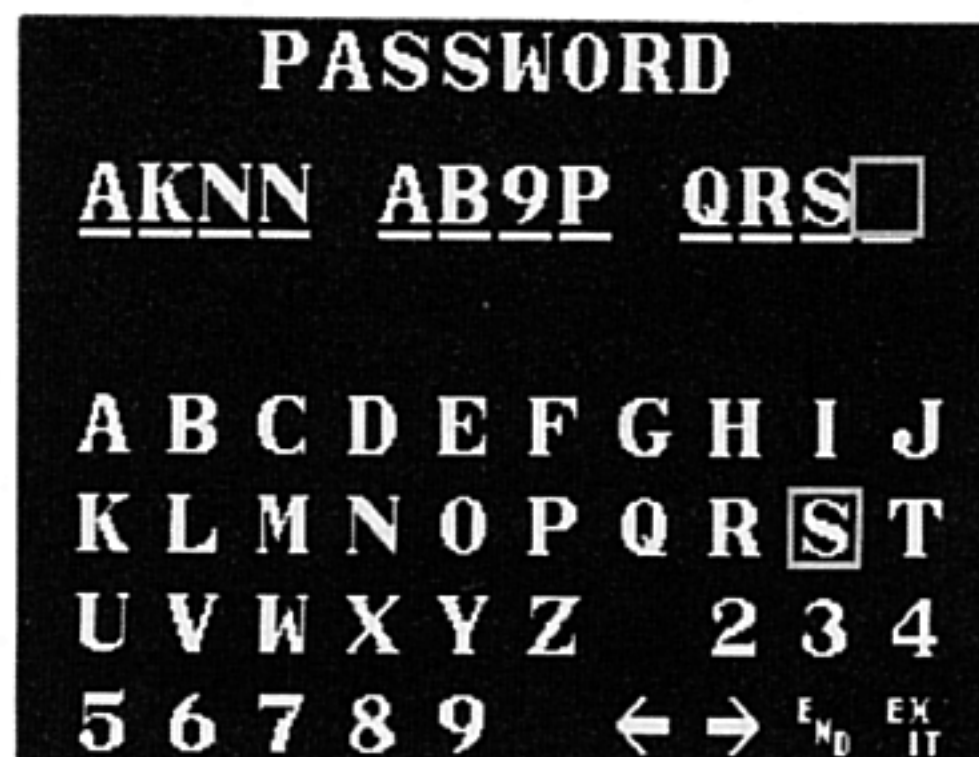 PASSWORD
AKNN AB9P QRS
A B C D E F G H I J
K L M N O P Q R S T
U V W X Y Z 2 3 4
5 6 7 8 9 ← → END EXIT